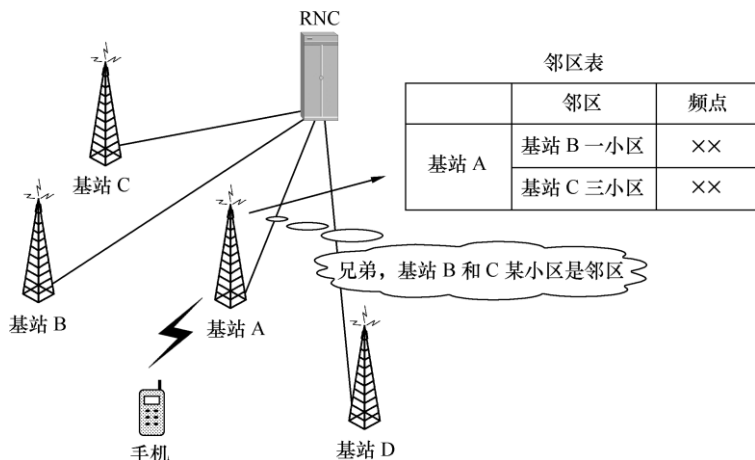 RNC
邻区表
邻区 频点
基站 A
基站 B 一小区 ××
基站 C 三小区 ××
基站 C
基站 B
基站 A
兄弟，基站 B 和 C 某小区是邻区
手机
基站 D